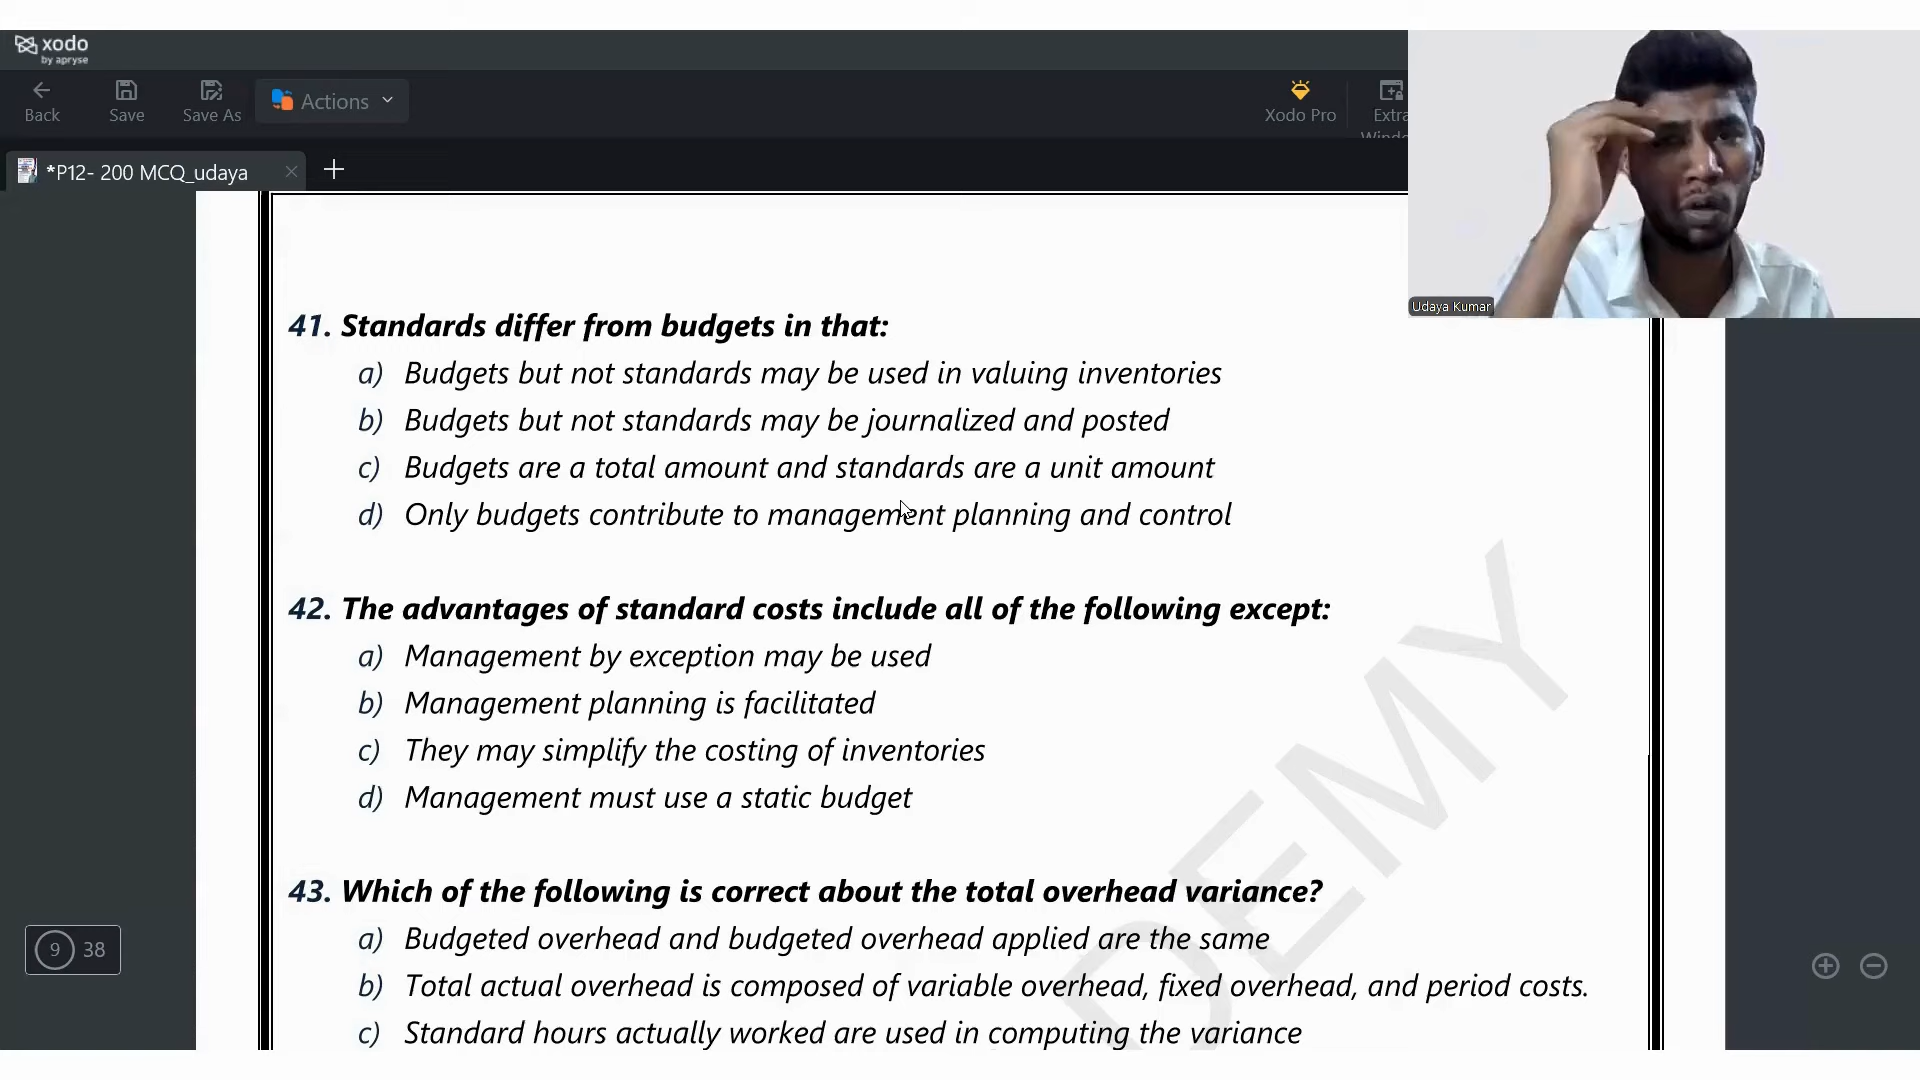 xodo
by apryse
Back
Save
Save As
Actions
Xodo Pro
Extra
Window
*P12- 200 MCQ_udaya
Udaya Kumar
41. Standards differ from budgets in that:
a) Budgets but not standards may be used in valuing inventories
b) Budgets but not standards may be journalized and posted
c) Budgets are a total amount and standards are a unit amount
d) Only budgets contribute to management planning and control
42. The advantages of standard costs include all of the following except:
a) Management by exception may be used
b) Management planning is facilitated
c) They may simplify the costing of inventories
d) Management must use a static budget
43. Which of the following is correct about the total overhead variance?
a) Budgeted overhead and budgeted overhead applied are the same
b) Total actual overhead is composed of variable overhead, fixed overhead, and period costs.
c) Standard hours actually worked are used in computing the variance
9 38
DEMY